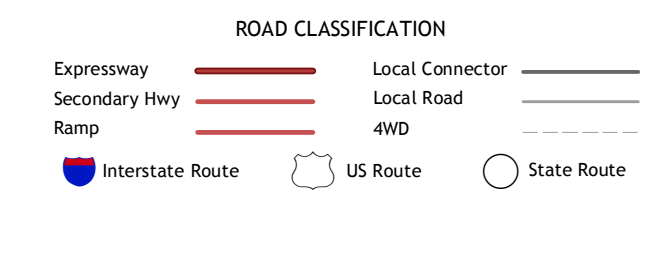 ROAD CLASSIFICATION
Expressway
Secondary Hwy
Ramp
Local Connector
Local Road
4WD
Interstate Route
US Route
State Route